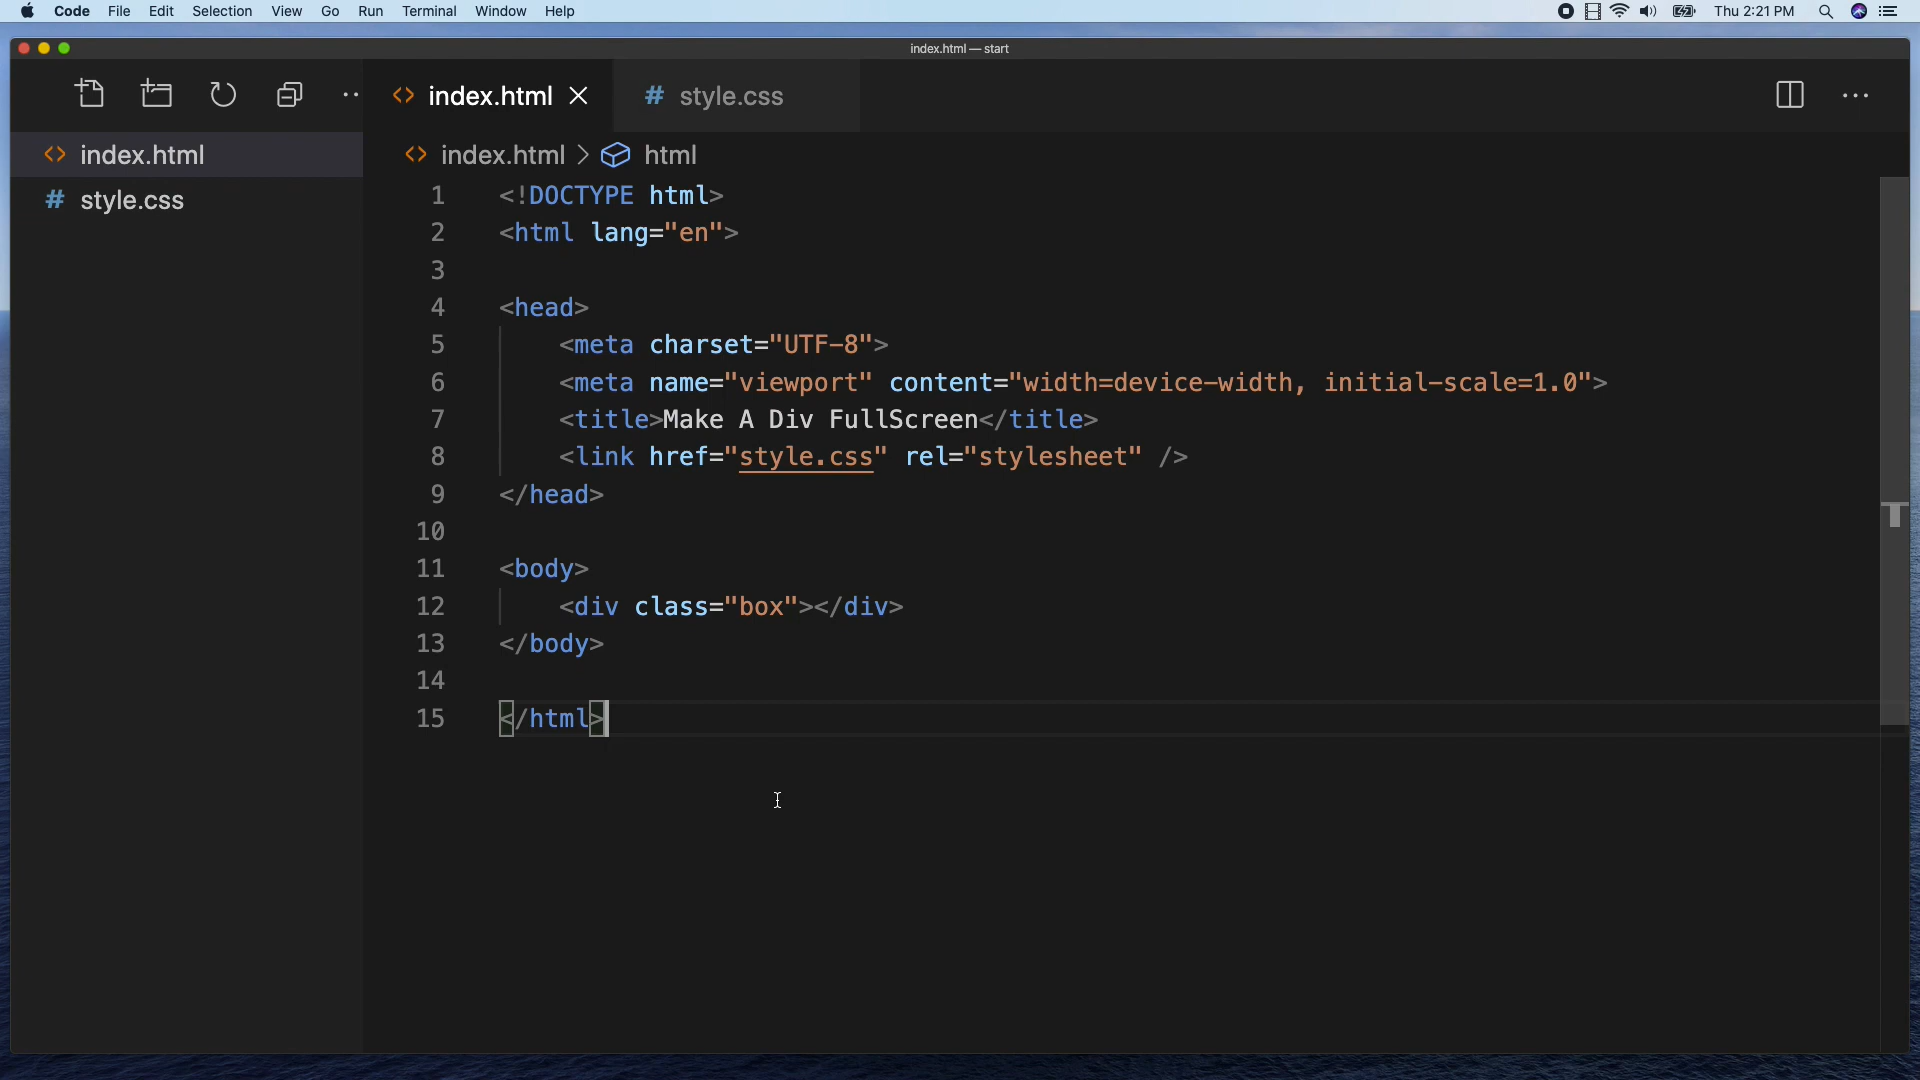 Code File Edit Selection View Go Run Terminal Window Help Thu 2:21 PM
index.html — start
index.html # style.css
index.html
# style.css
index.html > html
1 <!DOCTYPE html>
2 <html lang="en">
3
4 <head>
5 <meta charset="UTF-8">
6 <meta name="viewport" content="width=device-width, initial-scale=1.0">
7 <title>Make A Div FullScreen</title>
8 <link href="style.css" rel="stylesheet" />
9 </head>
10
11 <body>
12 <div class="box"></div>
13 </body>
14
15 </html>